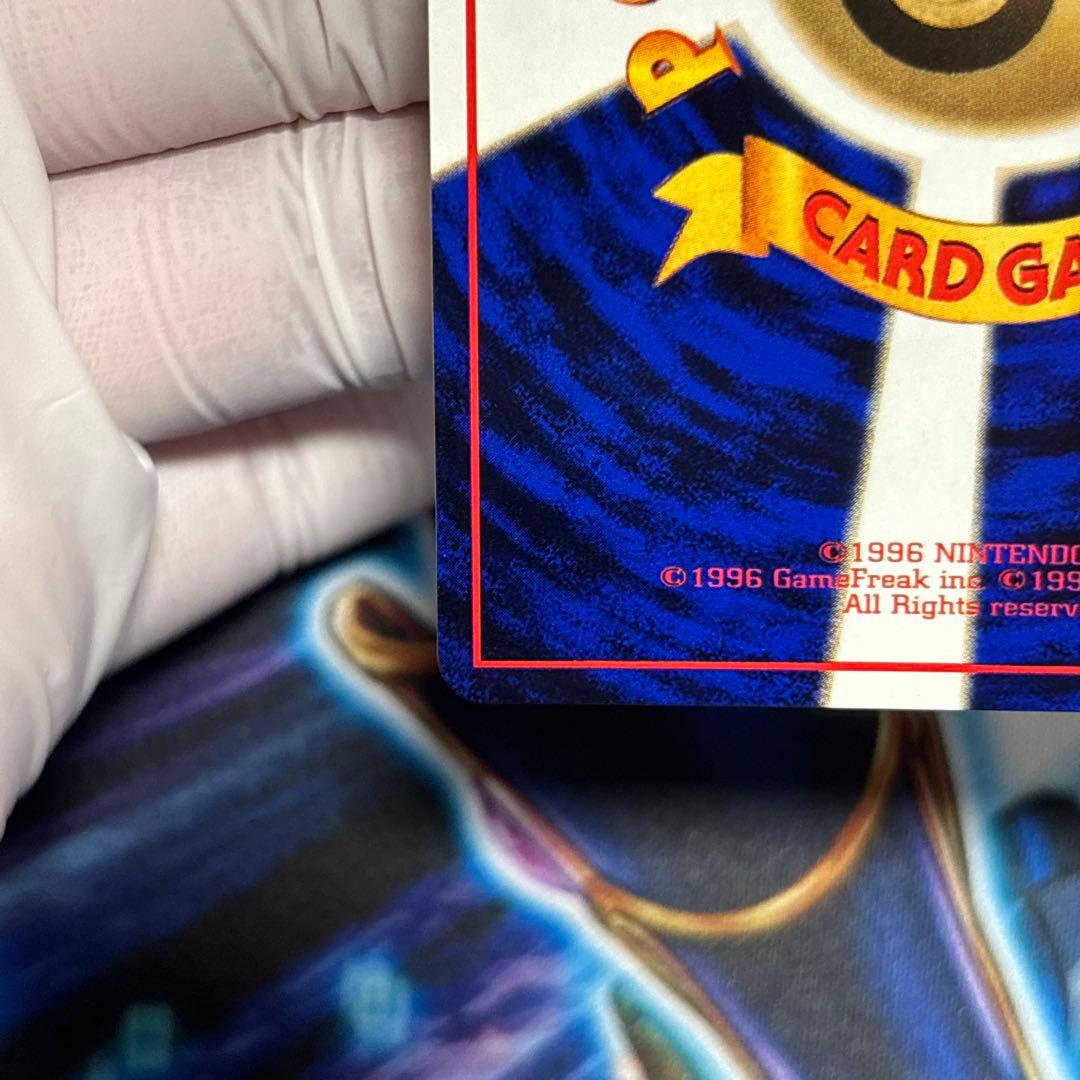 P
CARD GA
©1996 NINTENDO
©1996 GameFreak inc. ©199
All Rights reserv